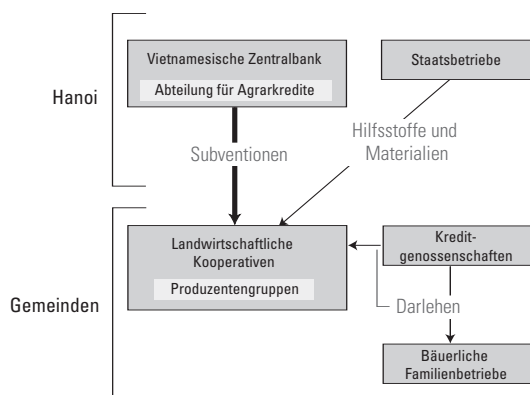 Hanoi
Vietnamesische Zentralbank
Abteilung für Agrarkredite
Staatsbetriebe
Subventionen
Hilfsstoffe und
Materialien
Gemeinden
Landwirtschaftliche
Kooperativen
Produzentengruppen
Kredit-
genossenschaften
Darlehen
Bäuerliche
Familienbetriebe